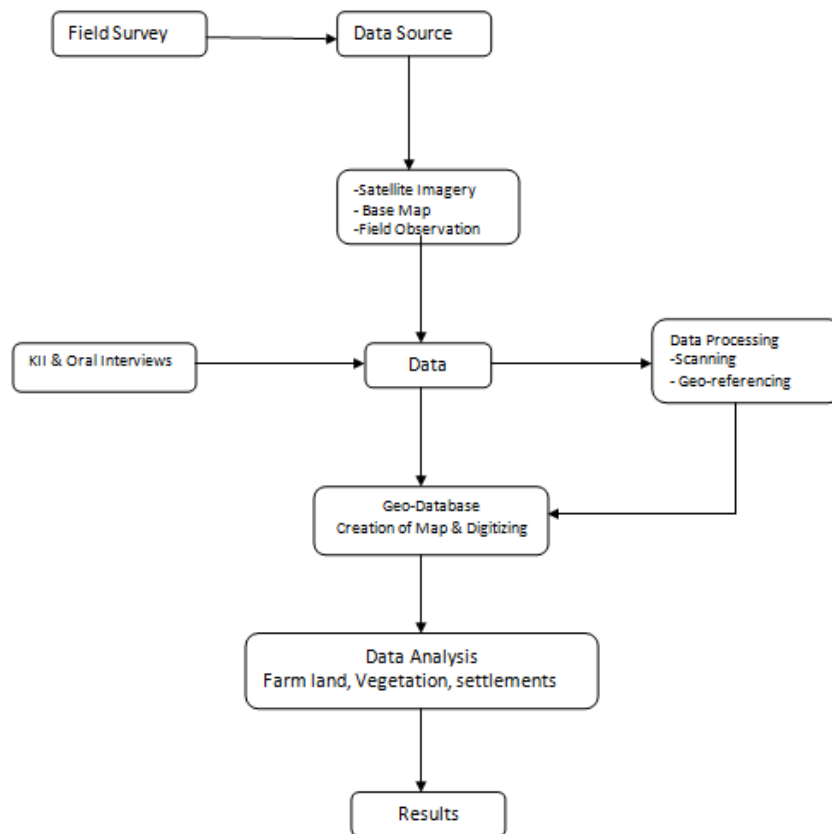 Field Survey
Data Source
-Satellite Imagery
- Base Map
-Field Observation
KII & Oral Interviews
Data
Data Processing
-Scanning
- Geo-referencing
Geo-Database
Creation of Map & Digitizing
Data Analysis
Farm land, Vegetation, settlements
Results